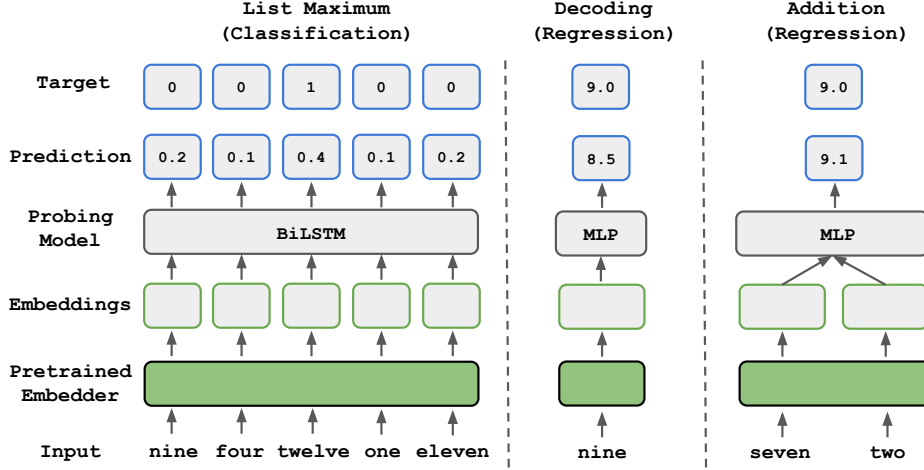 List Maximum
(Classification)
Decoding
(Regression)
Addition
(Regression)
Target
0 0 1 0 0
9.0
9.0
Prediction
0.2 0.1 0.4 0.1 0.2
8.5
9.1
Probing
Model
BiLSTM
MLP
MLP
Embeddings
Pretrained
Embedder
Input
nine four twelve one eleven
nine
seven two